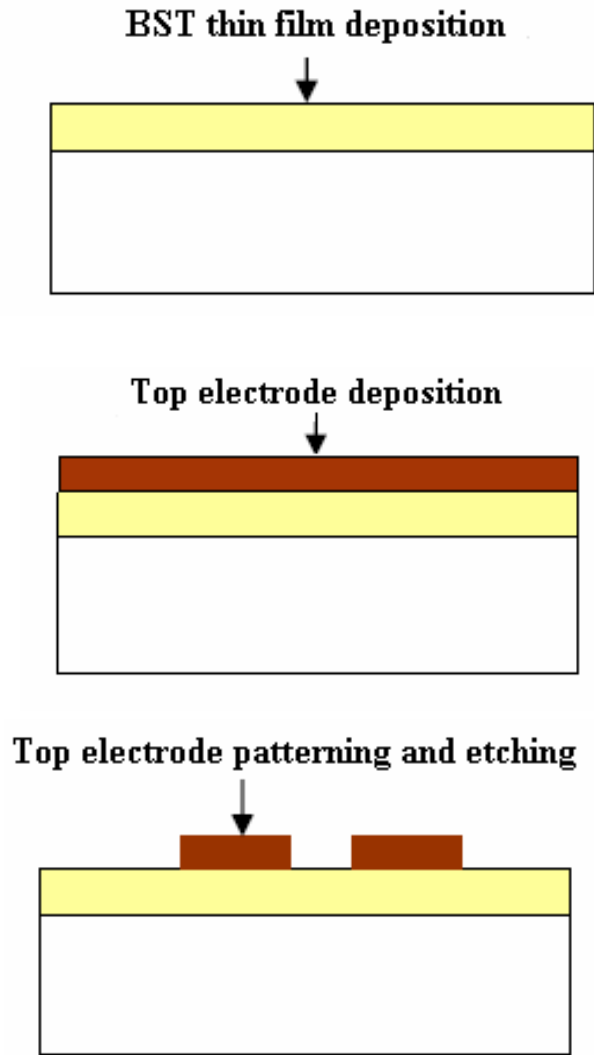 BST thin film deposition
Top electrode deposition
Top electrode patterning and etching